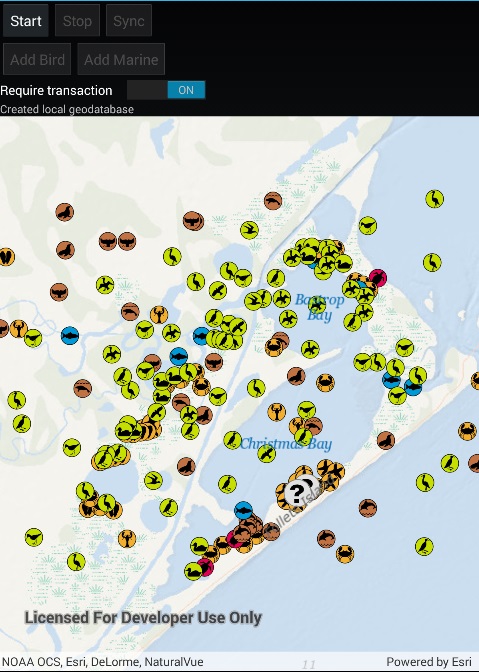 Start Stop Sync
Add Bird Add Marine
Require transaction ON
Created local geodatabase
Bastrop
Bay
Christmas Bay
?
Licensed For Developer Use Only
11
NOAA OCS, Esri, DeLorme, NaturalVue Powered by Esri